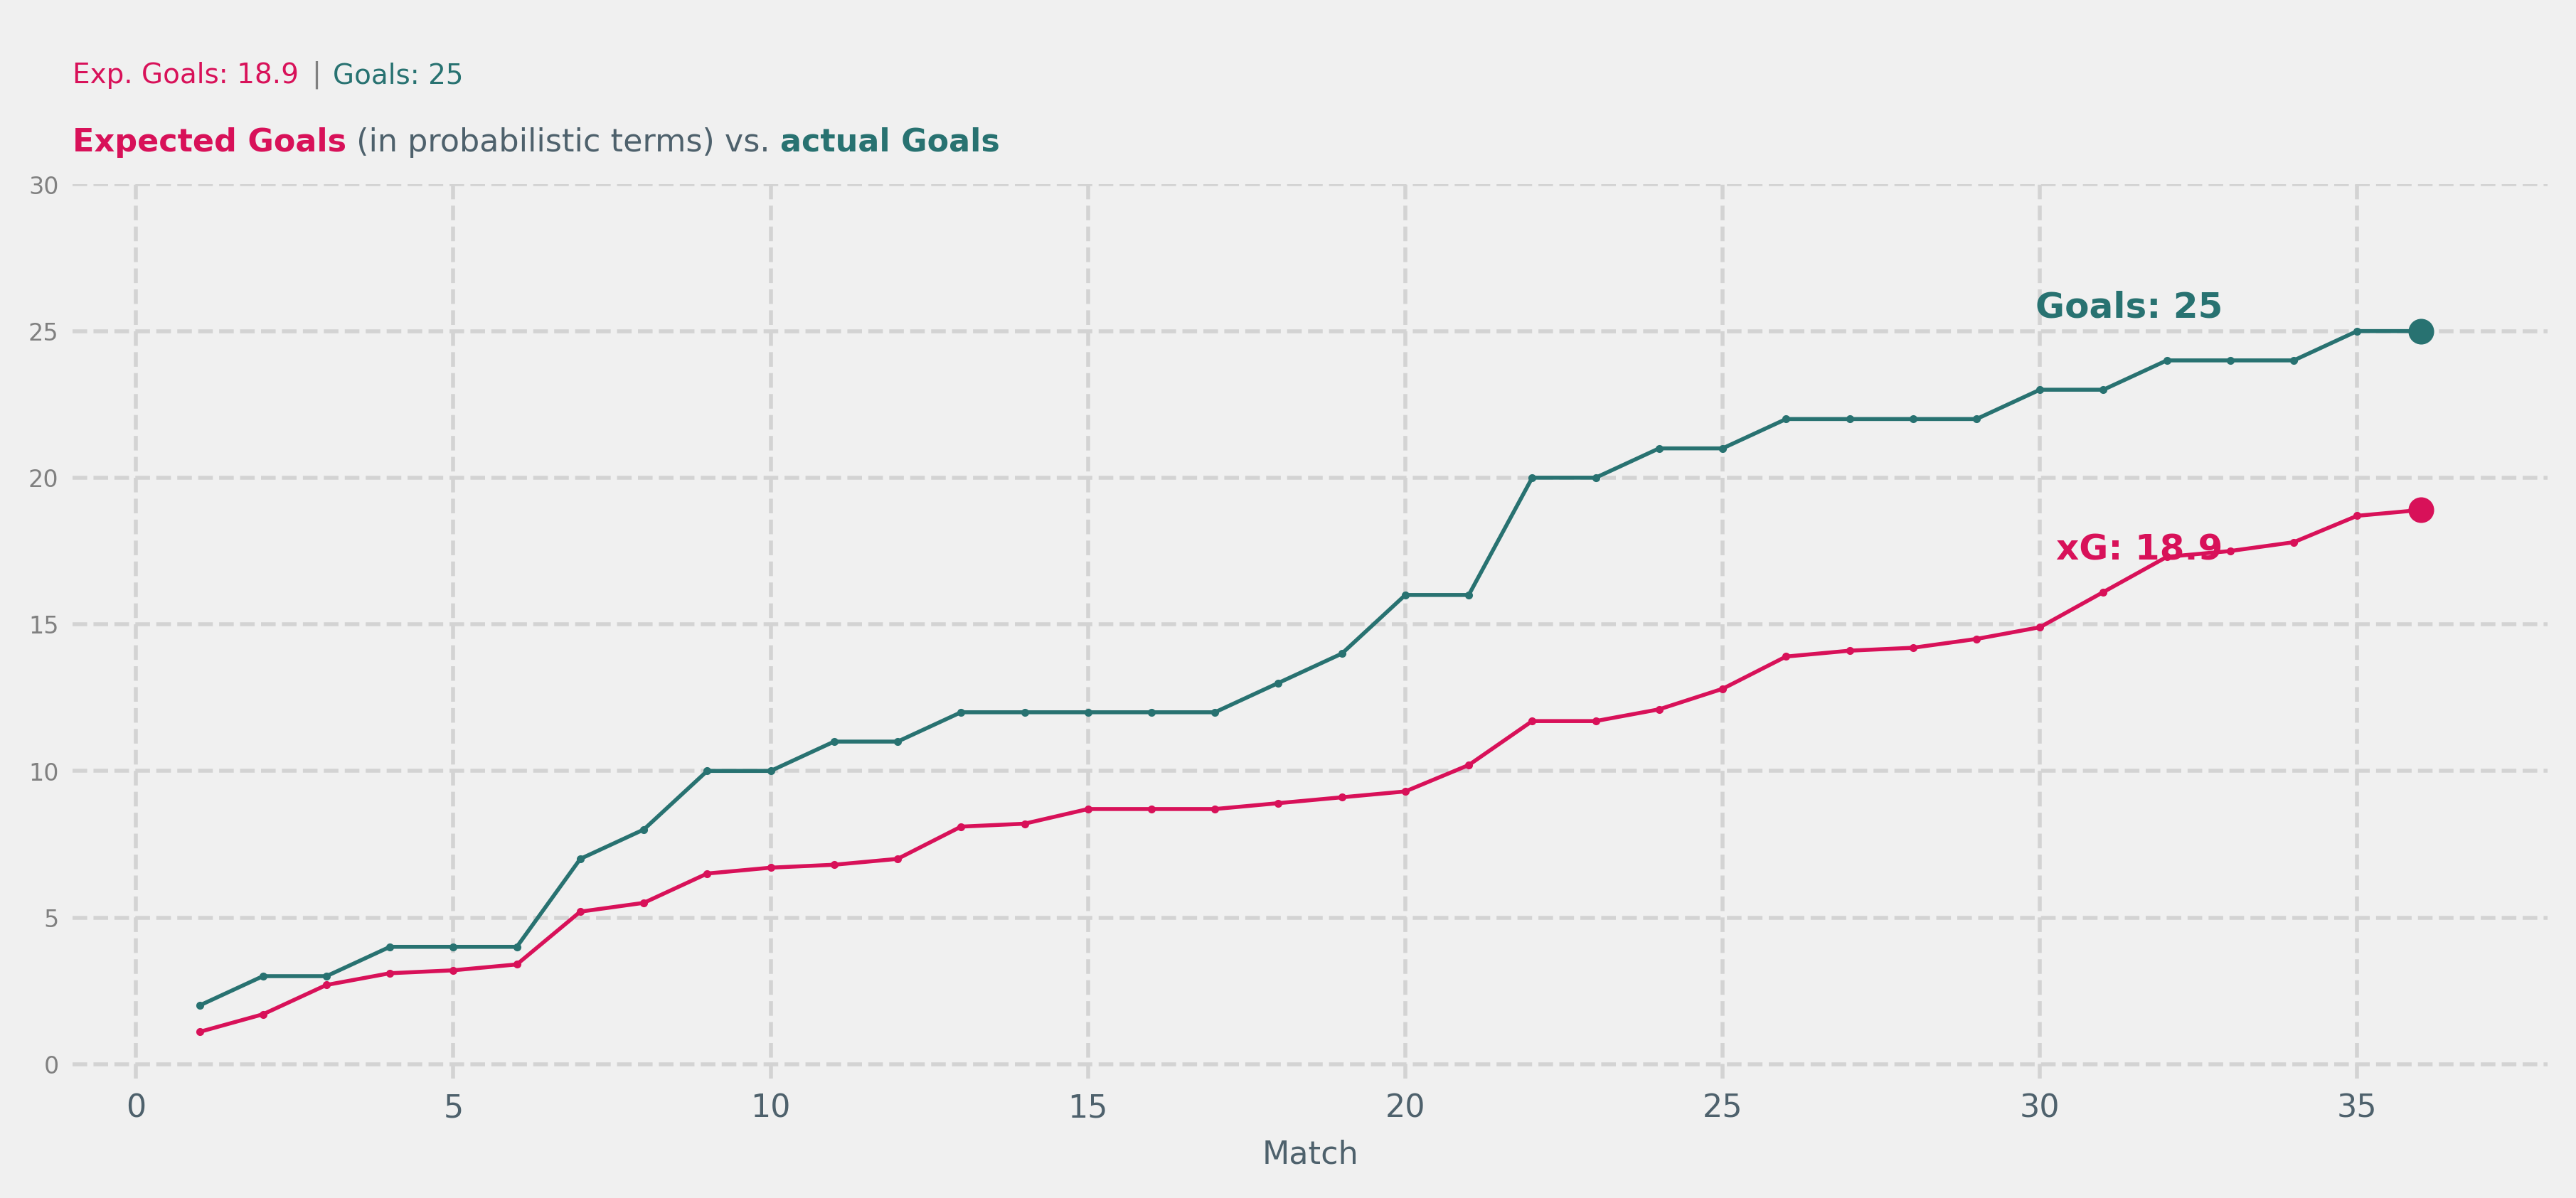 Exp. Goals: 18.9 | Goals: 25
Expected Goals (in probabilistic terms) vs. actual Goals
30
25
20
15
10
5
0
Goals: 25
xG: 18.9
0 5 10 15 20 25 30 35
Match